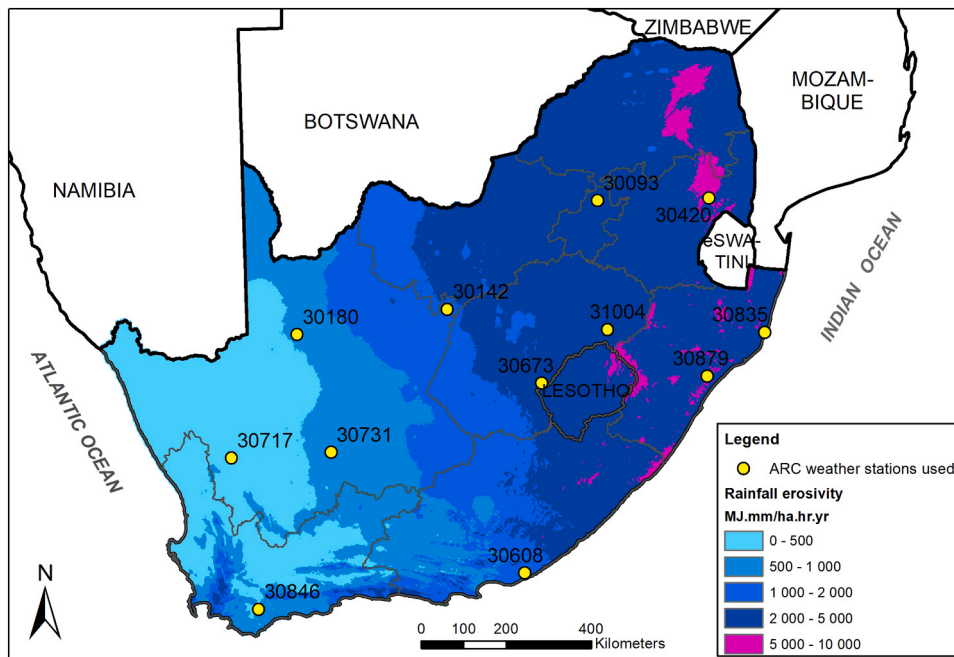 ZIMBABWE
MOZAM-
BIQUE
BOTSWANA
NAMIBIA
30093
30420
eSWA-
TINI
INDIAN OCEAN
30142
30180
31004
30835
ATLANTIC OCEAN
30673
LESOTHO
30879
30717
30731
30608
30846
N
0 100 200 400
Kilometers
Legend
ARC weather stations used
Rainfall erosivity
MJ.mm/ha.hr.yr
0 - 500
500 - 1 000
1 000 - 2 000
2 000 - 5 000
5 000 - 10 000